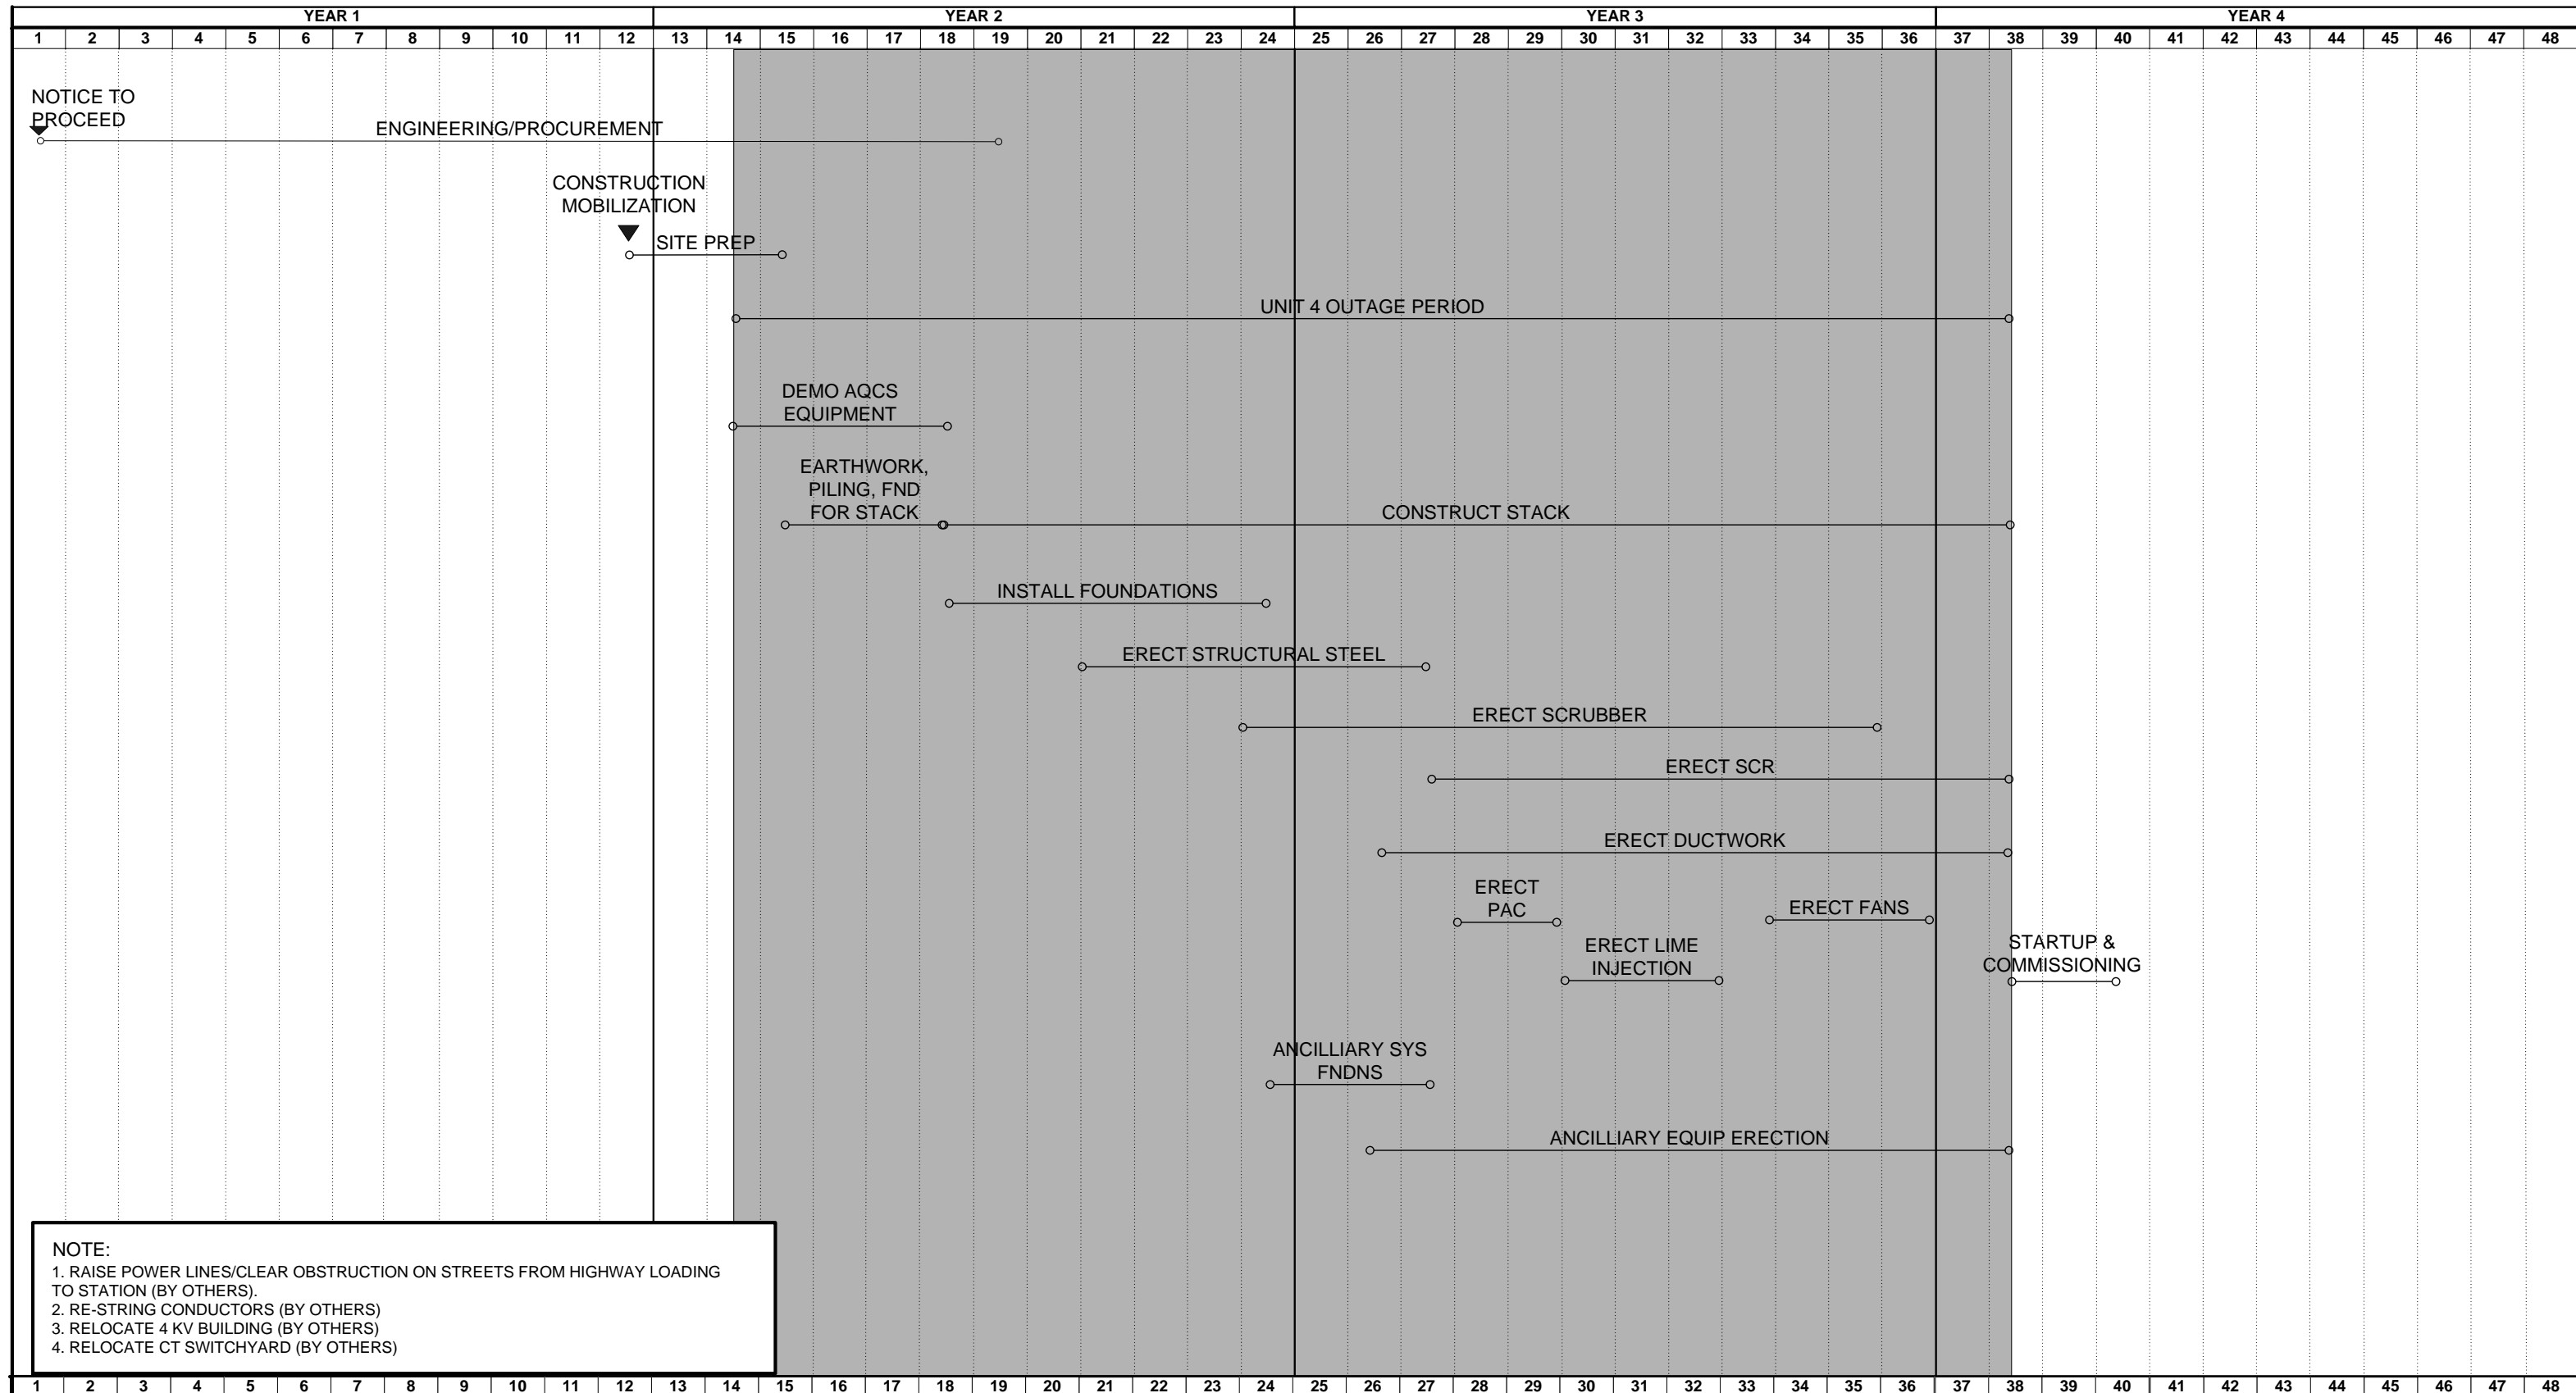 YEAR 1 YEAR 2 YEAR 3 YEAR 4
1 2 3 4 5 6 7 8 9 10 11 12 13 14 15 16 17 18 19 20 21 22 23 24 25 26 27 28 29 30 31 32 33 34 35 36 37 38 39 40 41 42 43 44 45 46 47 48
NOTICE TO
PROCEED
ENGINEERING/PROCUREMENT
CONSTRUCTION
MOBILIZATION
SITE PREP
UNIT 4 OUTAGE PERIOD
DEMO AQCS
EQUIPMENT
EARTHWORK,
PILING, FND
FOR STACK
CONSTRUCT STACK
INSTALL FOUNDATIONS
ERECT STRUCTURAL STEEL
ERECT SCRUBBER
ERECT SCR
ERECT DUCTWORK
ERECT
PAC
ERECT FANS
ERECT LIME
INJECTION
STARTUP &
COMMISSIONING
ANCILLIARY SYS
FNDNS
ANCILLIARY EQUIP ERECTION
NOTE:
1. RAISE POWER LINES/CLEAR OBSTRUCTION ON STREETS FROM HIGHWAY LOADING
TO STATION (BY OTHERS).
2. RE-STRING CONDUCTORS (BY OTHERS)
3. RELOCATE 4 KV BUILDING (BY OTHERS)
4. RELOCATE CT SWITCHYARD (BY OTHERS)
1 2 3 4 5 6 7 8 9 10 11 12 13 14 15 16 17 18 19 20 21 22 23 24 25 26 27 28 29 30 31 32 33 34 35 36 37 38 39 40 41 42 43 44 45 46 47 48